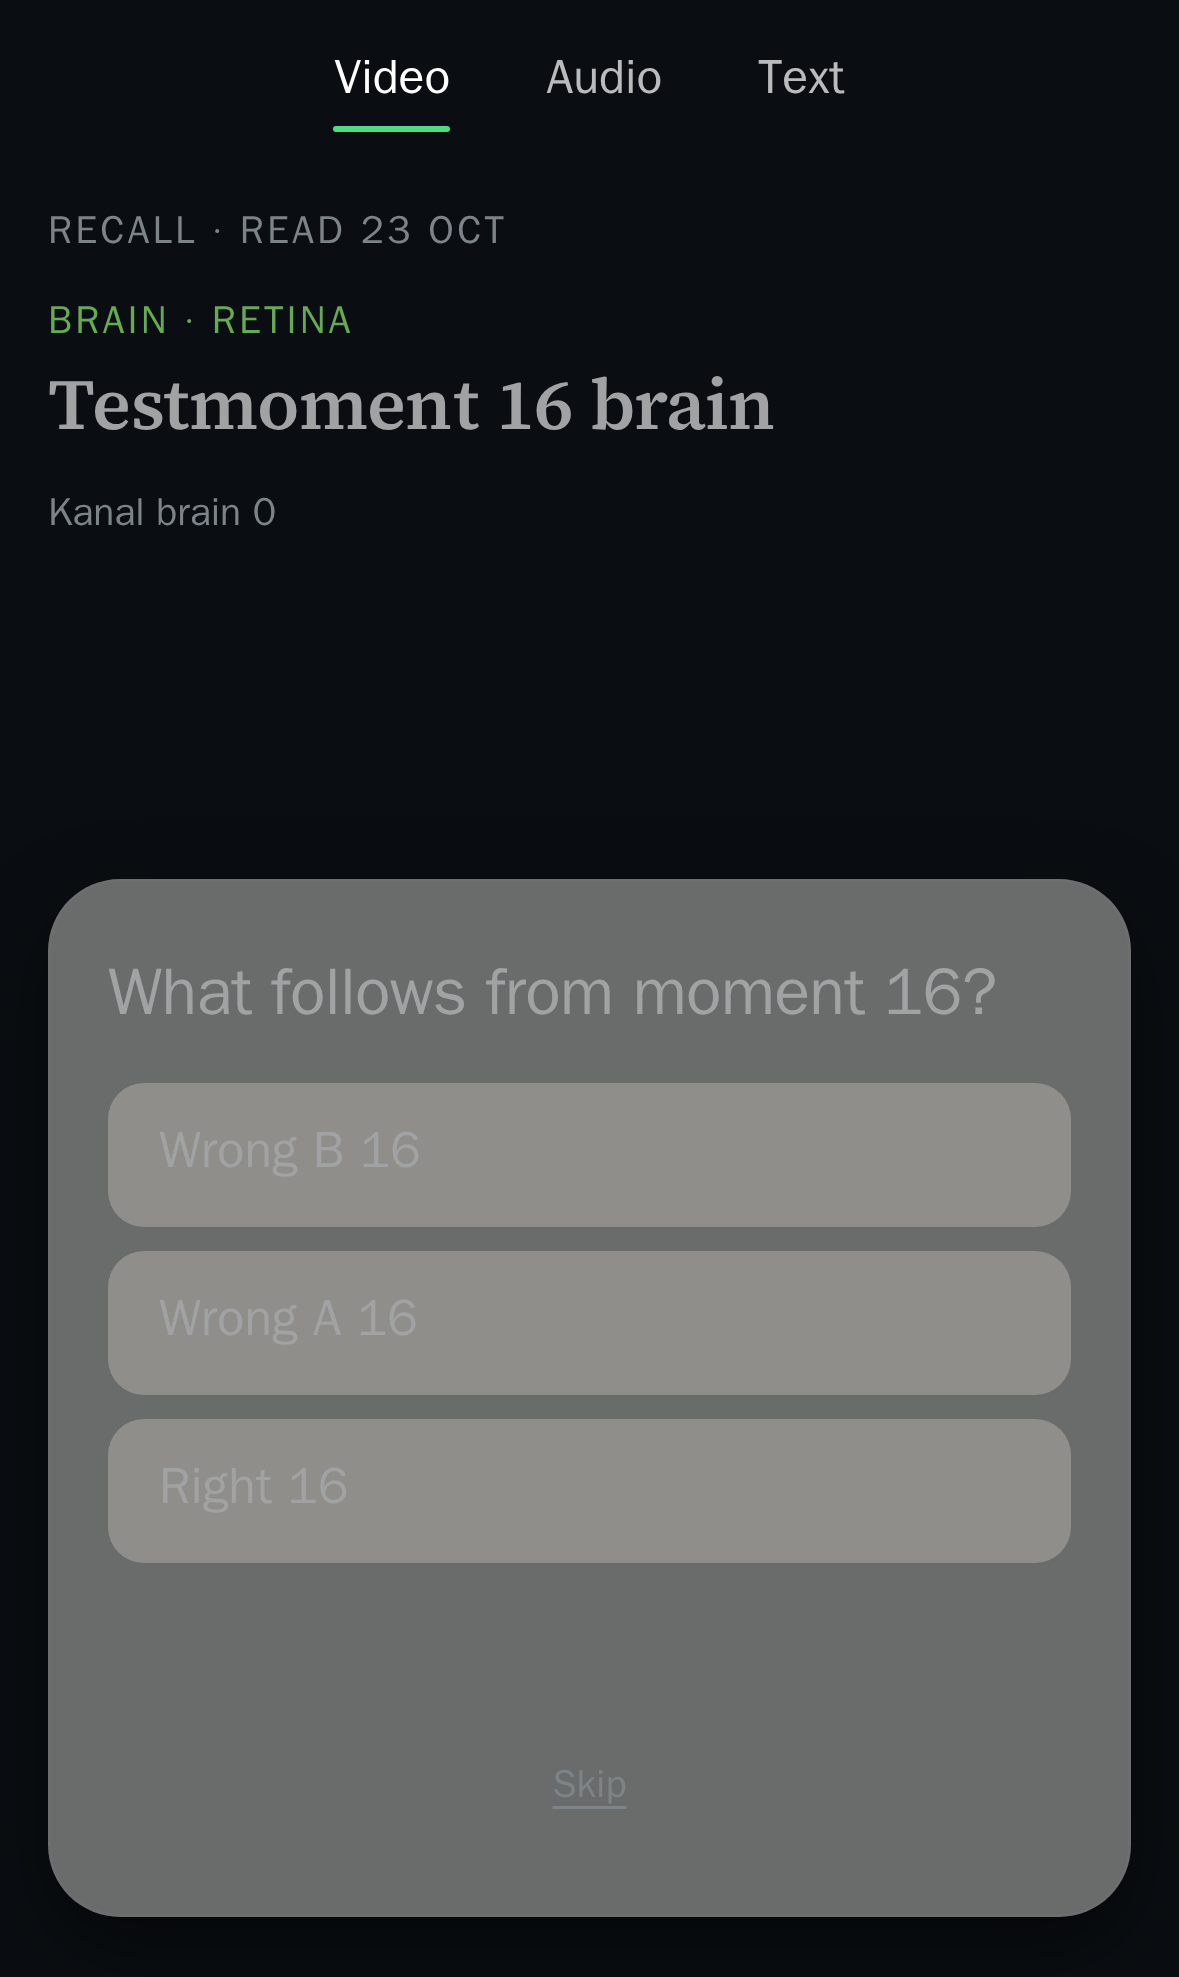 Video Audio Text
RECALL · READ 23 OCT
BRAIN · RETINA
Testmoment 16 brain
Kanal brain 0
What follows from moment 16?
Wrong B 16
Wrong A 16
Right 16
Skip